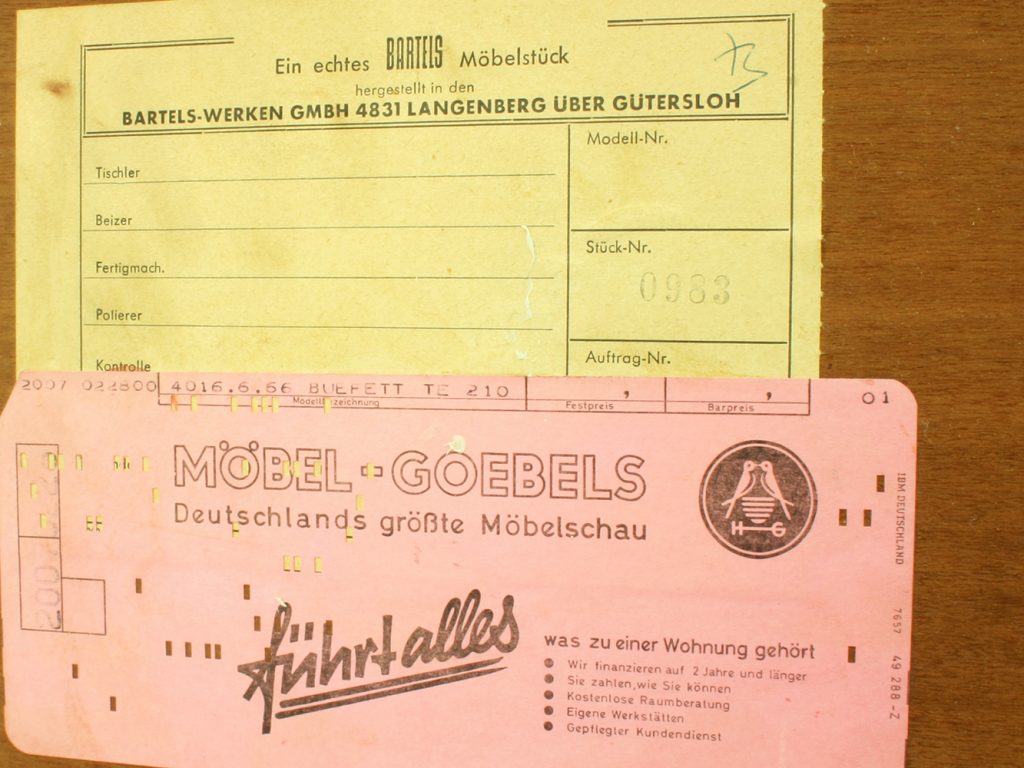 Ein echtes BARTELS Möbelstück
hergestellt in den
BARTELS-WERKEN GMBH 4831 LANGENBERG ÜBER GÜTERSLOH
Tischler
Beizer
Fertigmach.
Polierer
Kontrolle
Modell-Nr.
Stück-Nr.
0983
Auftrag-Nr.
2007 022800 4016.6.66 BUEFETT TE 210 , , 01
Festpreis
Barpreis
MÖBEL-GOEBELS
Deutschlands größte Möbelschau
H G
führt alles
was zu einer Wohnung gehört
Wir finanzieren auf 2 Jahre und länger
Sie zahlen, wie Sie können
Kostenlose Raumberatung
Eigene Werkstätten
Gepflegter Kundendienst
IBM DEUTSCHLAND 7657 49 288-Z